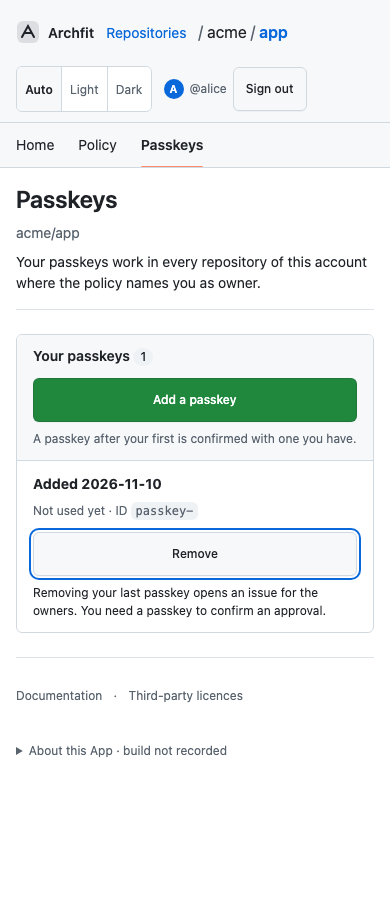 Archfit Repositories / acme / app
Auto Light Dark A @alice Sign out
Home Policy Passkeys
Passkeys
acme/app
Your passkeys work in every repository of this account
where the policy names you as owner.
Your passkeys 1
Add a passkey
A passkey after your first is confirmed with one you have.
Added 2026-11-10
Not used yet · ID passkey–
Remove
Removing your last passkey opens an issue for the
owners. You need a passkey to confirm an approval.
Documentation · Third-party licences
About this App · build not recorded